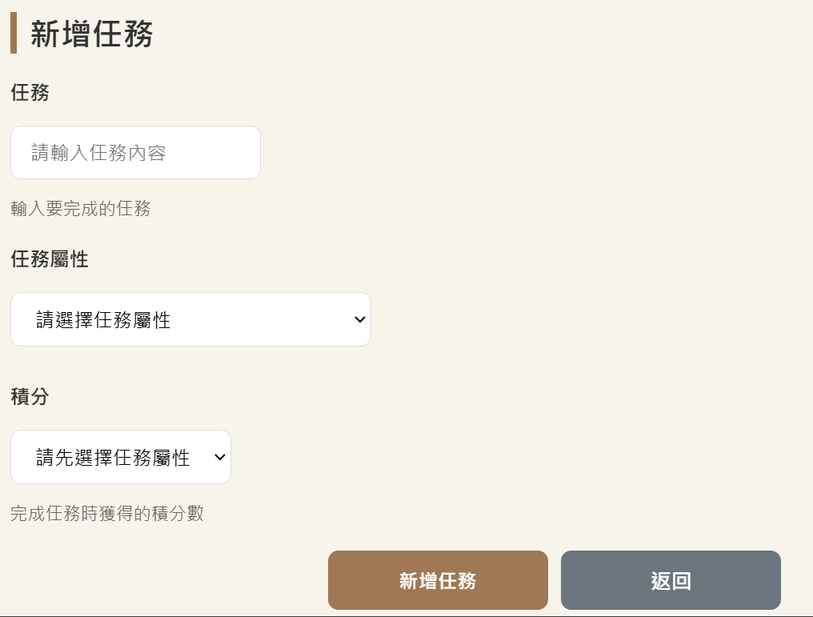 新增任務
任務
請輸入任務內容
輸入要完成的任務
任務屬性
請選擇任務屬性
積分
請先選擇任務屬性
完成任務時獲得的積分數
新增任務
返回